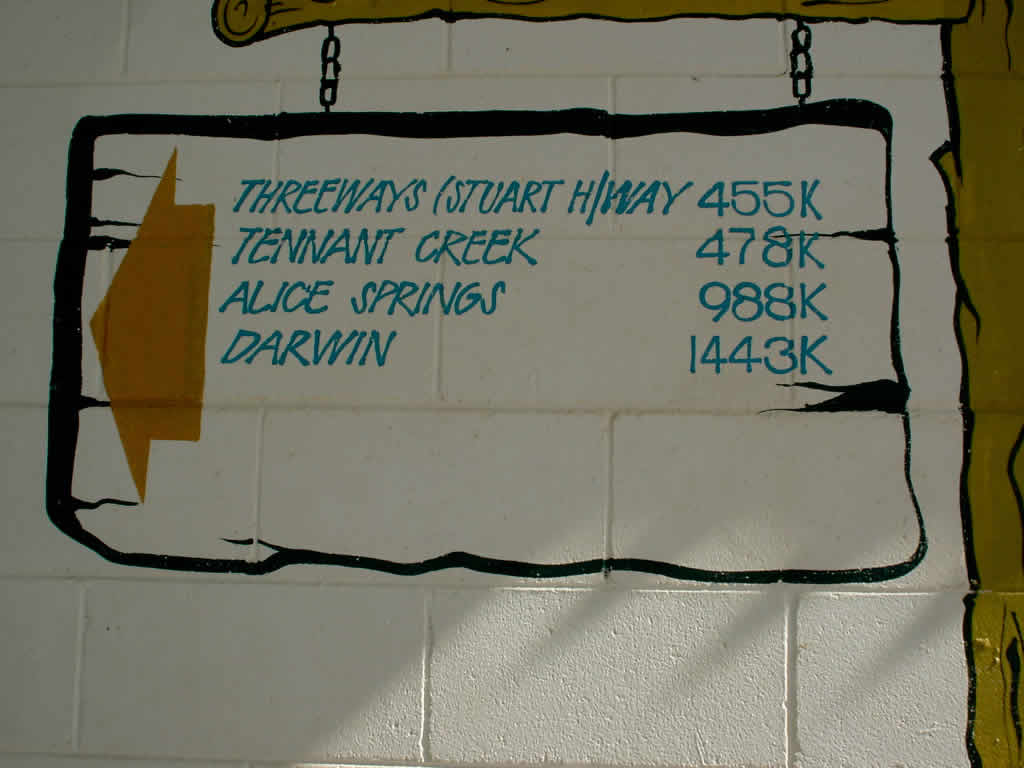 THREEWAYS (STUART H/WAY 455K
TENNANT CREEK 478K
ALICE SPRINGS 988K
DARWIN 1443K